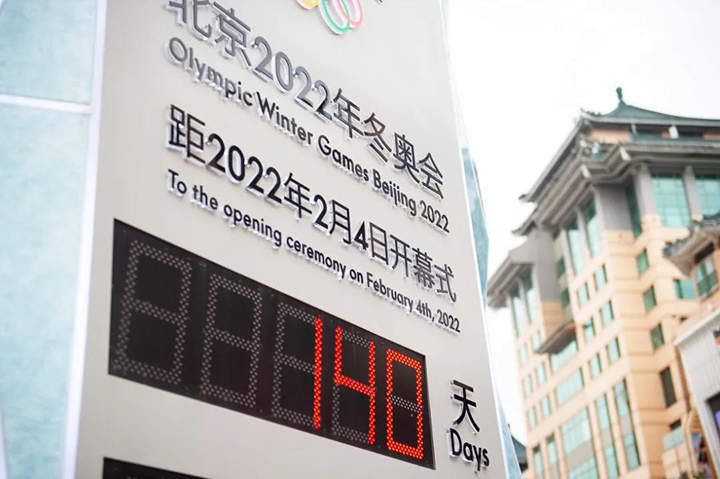 北京2022年冬奥会
Olympic Winter Games Beijing 2022
距2022年2月4日开幕式
To the opening ceremony on February 4th, 2022
140
天
Days